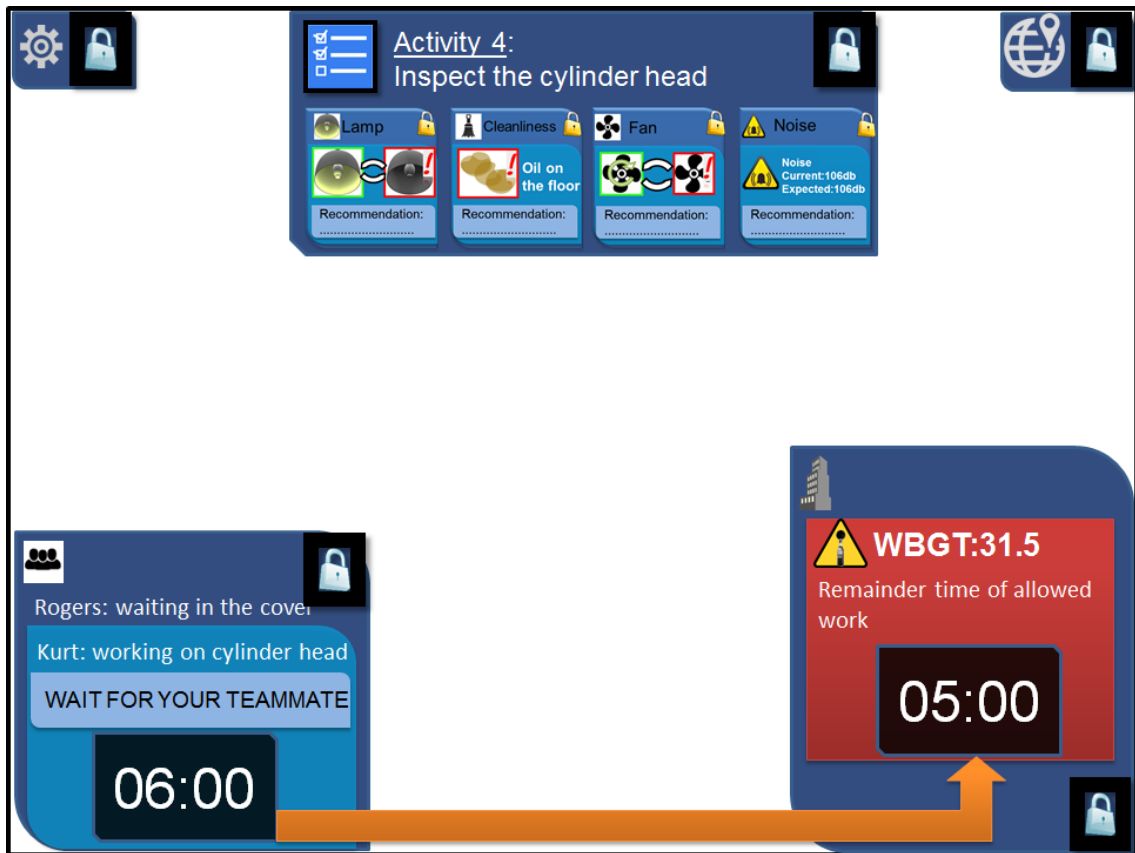 Activity 4:
Inspect the cylinder head
Lamp
Recommendation:
............................
Cleanliness
Oil on
the floor
Recommendation:
............................
Fan
Recommendation:
............................
Noise
Noise
Current:106db
Expected:106db
Recommendation:
............................
Rogers: waiting in the cover
Kurt: working on cylinder head
WAIT FOR YOUR TEAMMATE
06:00
WBGT:31.5
Remainder time of allowed
work
05:00